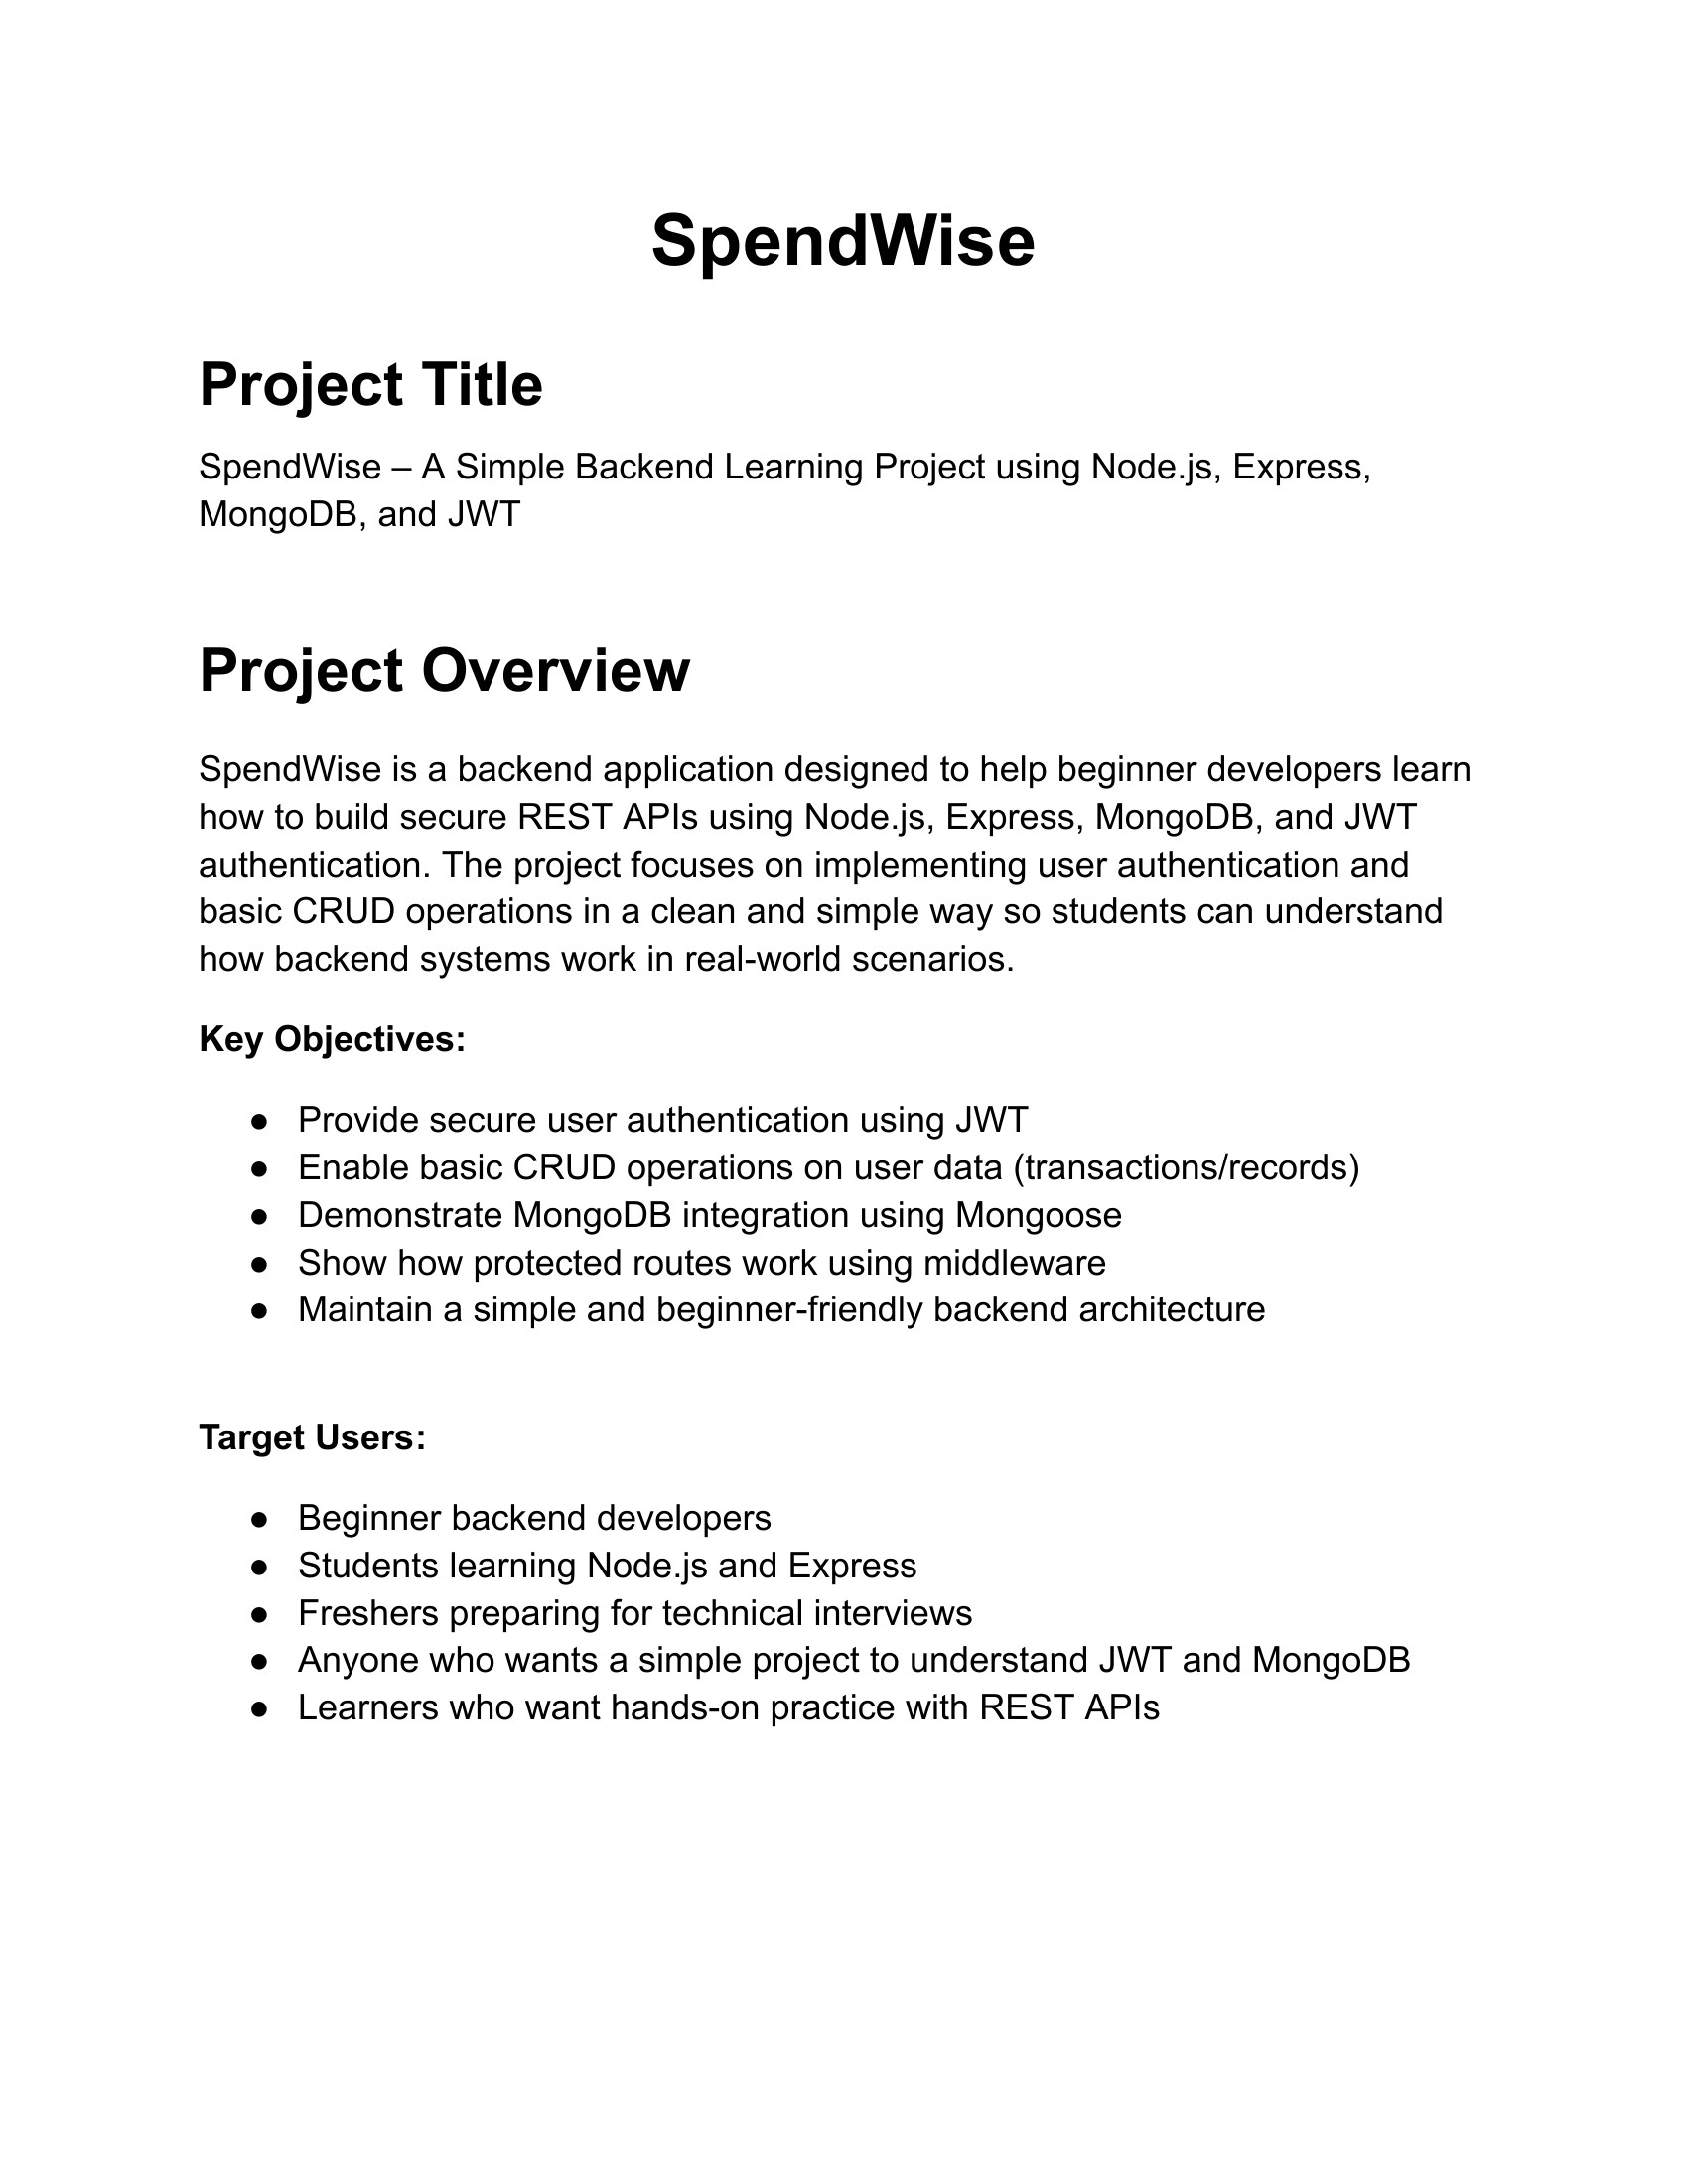 SpendWise
Project Title
SpendWise – A Simple Backend Learning Project using Node.js, Express,
MongoDB, and JWT
Project Overview
SpendWise is a backend application designed to help beginner developers learn
how to build secure REST APIs using Node.js, Express, MongoDB, and JWT
authentication. The project focuses on implementing user authentication and
basic CRUD operations in a clean and simple way so students can understand
how backend systems work in real-world scenarios.
Key Objectives:
● Provide secure user authentication using JWT
● Enable basic CRUD operations on user data (transactions/records)
● Demonstrate MongoDB integration using Mongoose
● Show how protected routes work using middleware
● Maintain a simple and beginner-friendly backend architecture
Target Users:
● Beginner backend developers
● Students learning Node.js and Express
● Freshers preparing for technical interviews
● Anyone who wants a simple project to understand JWT and MongoDB
● Learners who want hands-on practice with REST APIs